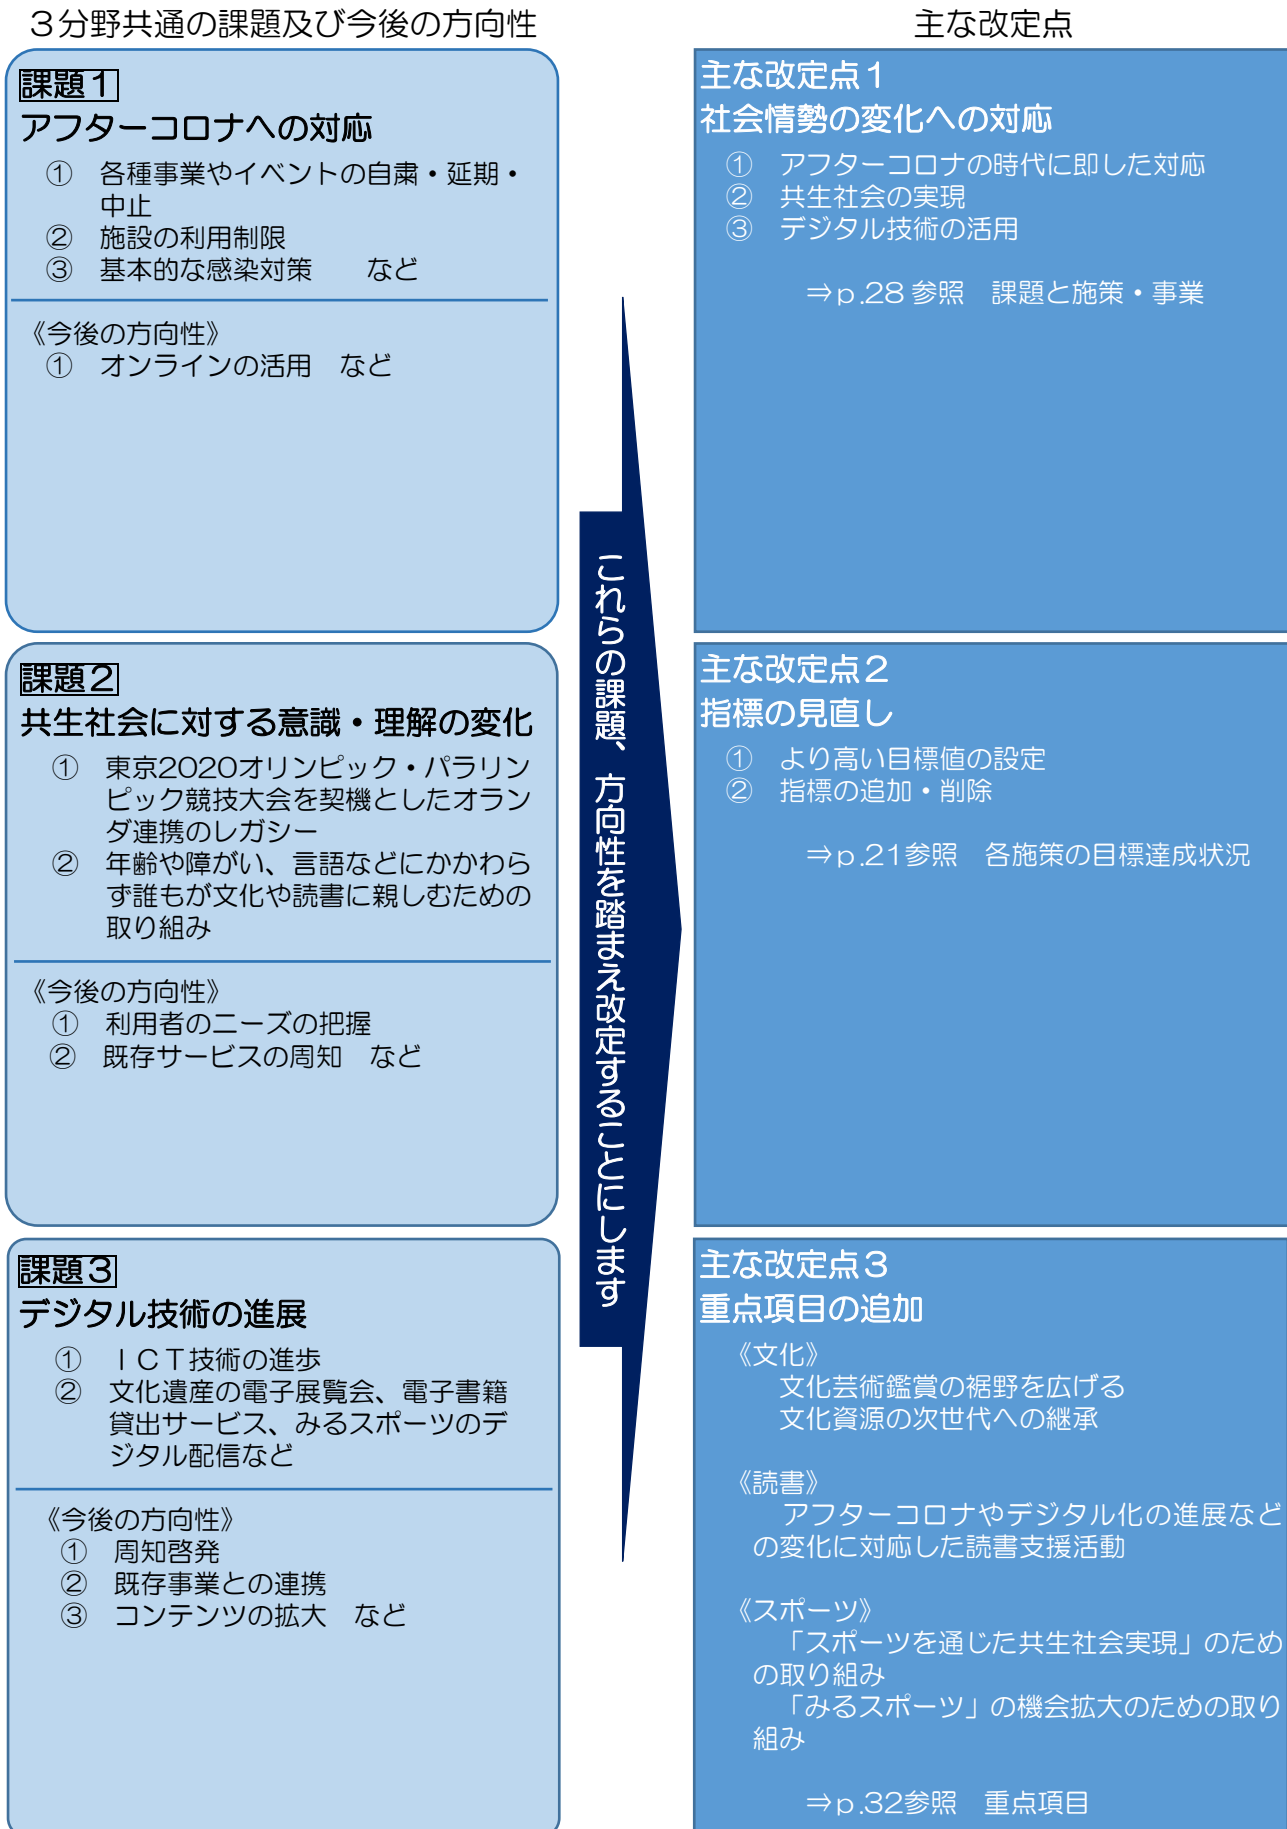 ３分野共通の課題及び今後の方向性
課題１
アフターコロナへの対応
①　各種事業やイベントの自粛・延期・
中止
②　施設の利用制限
③　基本的な感染対策　　など
《今後の方向性》
①　オンラインの活用　など
課題２
共生社会に対する意識・理解の変化
①　東京2020オリンピック・パラリン
ピック競技大会を契機としたオラン
ダ連携のレガシー
②　年齢や障がい、言語などにかかわら
ず誰もが文化や読書に親しむための
取り組み
《今後の方向性》
①　利用者のニーズの把握
②　既存サービスの周知　など
課題３
デジタル技術の進展
①　ＩＣＴ技術の進歩
②　文化遺産の電子展覧会、電子書籍
貸出サービス、みるスポーツのデ
ジタル配信など
《今後の方向性》
①　周知啓発
②　既存事業との連携
③　コンテンツの拡大　など
これらの課題、方向性を踏まえ改定することにします
主な改定点
主な改定点１
社会情勢の変化への対応
①　アフターコロナの時代に即した対応
②　共生社会の実現
③　デジタル技術の活用
⇒ｐ.28 参照　課題と施策・事業
主な改定点２
指標の見直し
①　より高い目標値の設定
②　指標の追加・削除
⇒ｐ.21参照　各施策の目標達成状況
主な改定点３
重点項目の追加
《文化》
文化芸術鑑賞の裾野を広げる
文化資源の次世代への継承
《読書》
アフターコロナやデジタル化の進展など
の変化に対応した読書支援活動
《スポーツ》
「スポーツを通じた共生社会実現」のため
の取り組み
「みるスポーツ」の機会拡大のための取り
組み
⇒ｐ.32参照　重点項目